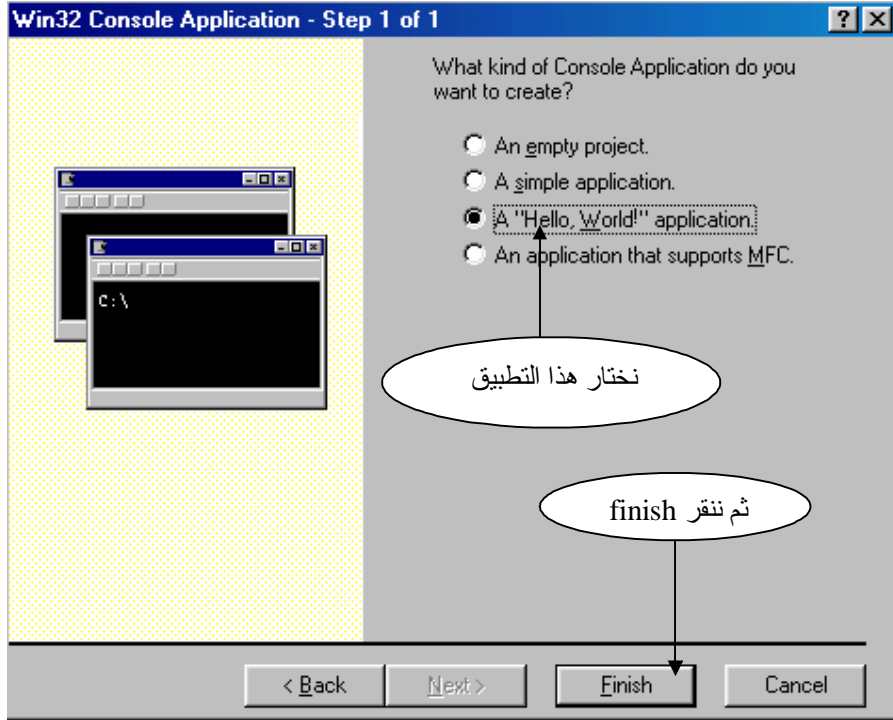 Win32 Console Application - Step 1 of 1
What kind of Console Application do you
want to create?
An empty project.
A simple application.
A "Hello, World!" application.
An application that supports MFC.
C:\
نختار هذا التطبيق
ثم ننقر finish
< Back
Next >
Finish
Cancel